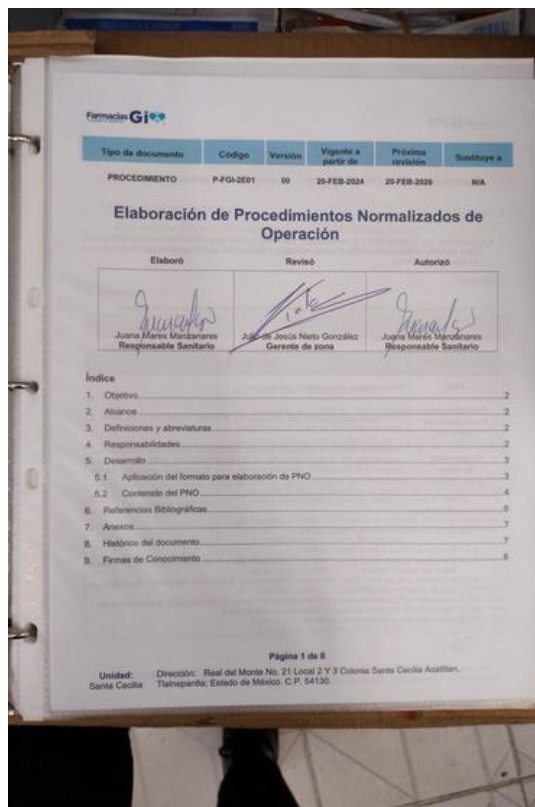 Farmacias Gi
Tipo de documento Código Versión Vigente a partir de Próxima revisión Sustituye a
PROCEDIMIENTO P-FGI-2E01 00 20-FEB-2024 20-FEB-2026 N/A
Elaboración de Procedimientos Normalizados de
Operación
Elaboró Revisó Autorizó
Juana Mares Manzanares Julio de Jesús Nieto González Juana Mares Manzanares
Responsable Sanitario Gerente de zona Responsable Sanitario
Índice
1. Objetivo 2
2. Alcance 2
3. Definiciones y abreviaturas 2
4. Responsabilidades 2
5. Desarrollo 3
5.1 Aplicación del formato para elaboración de PNO 3
5.2 Contenido del PNO 4
6. Referencias Bibliográficas 6
7. Anexos 7
8. Histórico del documento 7
9. Firmas de Conocimiento 8
Página 1 de 8
Unidad: Dirección: Real del Monte No. 21 Local 2 Y 3 Colonia Santa Cecilia Acatitlan,
Santa Cecilia Tlalnepantla, Estado de México. C.P. 54130.